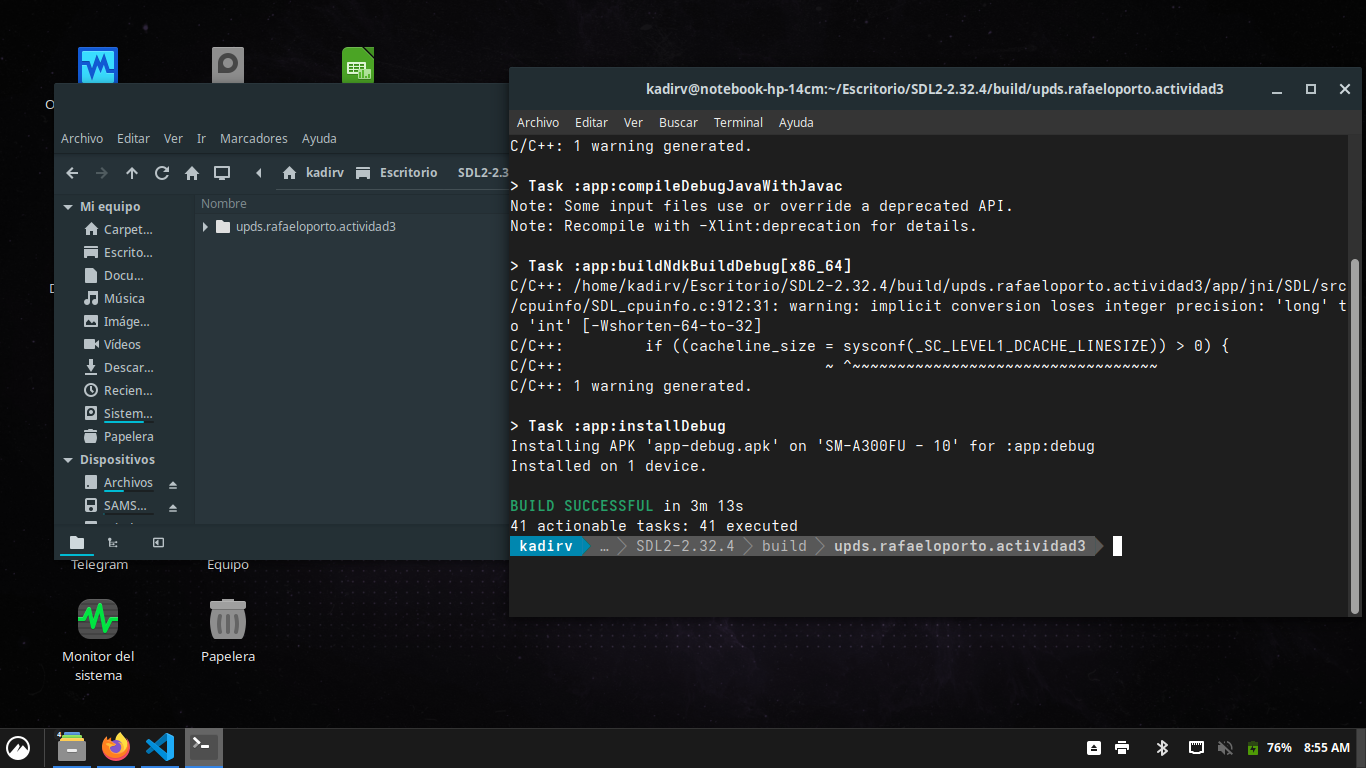 kadirv@notebook-hp-14cm:~/Escritorio/SDL2-2.32.4/build/upds.rafaeloporto.actividad3
Archivo Editar Ver Buscar Terminal Ayuda
C/C++: 1 warning generated.
> Task :app:compileDebugJavaWithJavac
Note: Some input files use or override a deprecated API.
Note: Recompile with -Xlint:deprecation for details.
> Task :app:buildNdkBuildDebug[x86_64]
C/C++: /home/kadirv/Escritorio/SDL2-2.32.4/build/upds.rafaeloporto.actividad3/app/jni/SDL/src
/cpuinfo/SDL_cpuinfo.c:912:31: warning: implicit conversion loses integer precision: 'long' t
o 'int' [-Wshorten-64-to-32]
C/C++:         if ((cacheline_size = sysconf(_SC_LEVEL1_DCACHE_LINESIZE)) > 0) {
C/C++:                             ~ ^~~~~~~~~~~~~~~~~~~~~~~~~~~~~~~~~~~
C/C++: 1 warning generated.
> Task :app:installDebug
Installing APK 'app-debug.apk' on 'SM-A300FU - 10' for :app:debug
Installed on 1 device.
BUILD SUCCESSFUL in 3m 13s
41 actionable tasks: 41 executed
kadirv … SDL2-2.32.4 build upds.rafaeloporto.actividad3
Archivo Editar Ver Ir Marcadores Ayuda
kadirv Escritorio SDL2-2.3
Mi equipo
Carpet...
Escrito...
Docu...
Música
Imáge...
Vídeos
Descar...
Recien...
Sistem...
Papelera
Dispositivos
Archivos
SAMS...
Nombre
upds.rafaeloporto.actividad3
Telegram
Equipo
Monitor del
sistema
Papelera
4
76% 8:55 AM